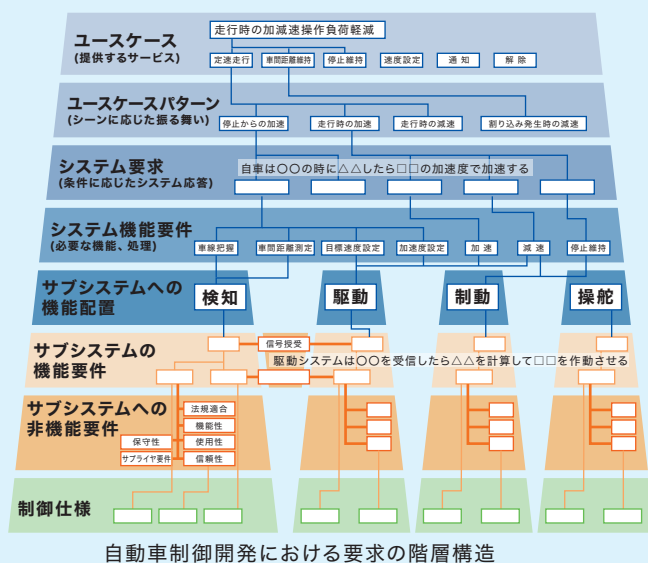 ユースケース
(提供するサービス)
走行時の加減速操作負荷軽減
定速走行
車間距離維持
停止維持
速度設定
通 知
解 除
ユースケースパターン
(シーンに応じた振る舞い)
停止からの加速
走行時の加速
走行時の減速
割り込み発生時の減速
システム要求
(条件に応じたシステム応答)
自車は〇〇の時に△△したら□□の加速度で加速する
システム機能要件
(必要な機能、処理)
車線把握
車間距離測定
目標速度設定
加速度設定
加 速
減 速
停止維持
サブシステムへの
機能配置
検知
駆動
制動
操舵
サブシステムの
機能要件
信号授受
駆動システムは〇〇を受信したら△△を計算して□□を作動させる
サブシステムへの
非機能要件
法規適合
機能性
保守性
使用性
サプライヤ要件
信頼性
制御仕様
自動車制御開発における要求の階層構造